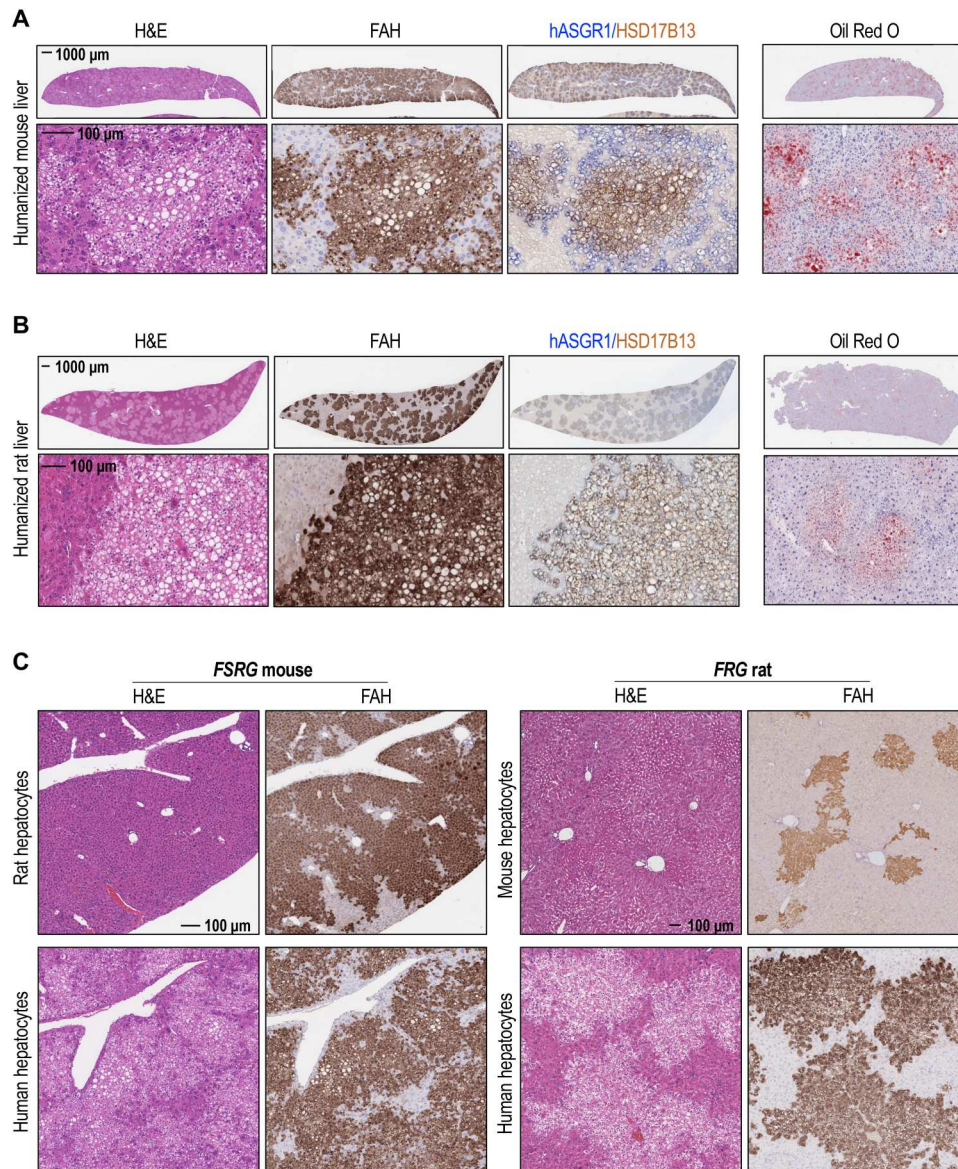 A
H&E
FAH
hASGR1/HSD17B13
Oil Red O
Humanized mouse liver
1000 µm
100 µm
B
H&E
FAH
hASGR1/HSD17B13
Oil Red O
Humanized rat liver
1000 µm
100 µm
C
FSRG mouse
FRG rat
H&E
FAH
H&E
FAH
Rat hepatocytes
100 µm
Mouse hepatocytes
100 µm
Human hepatocytes
Human hepatocytes